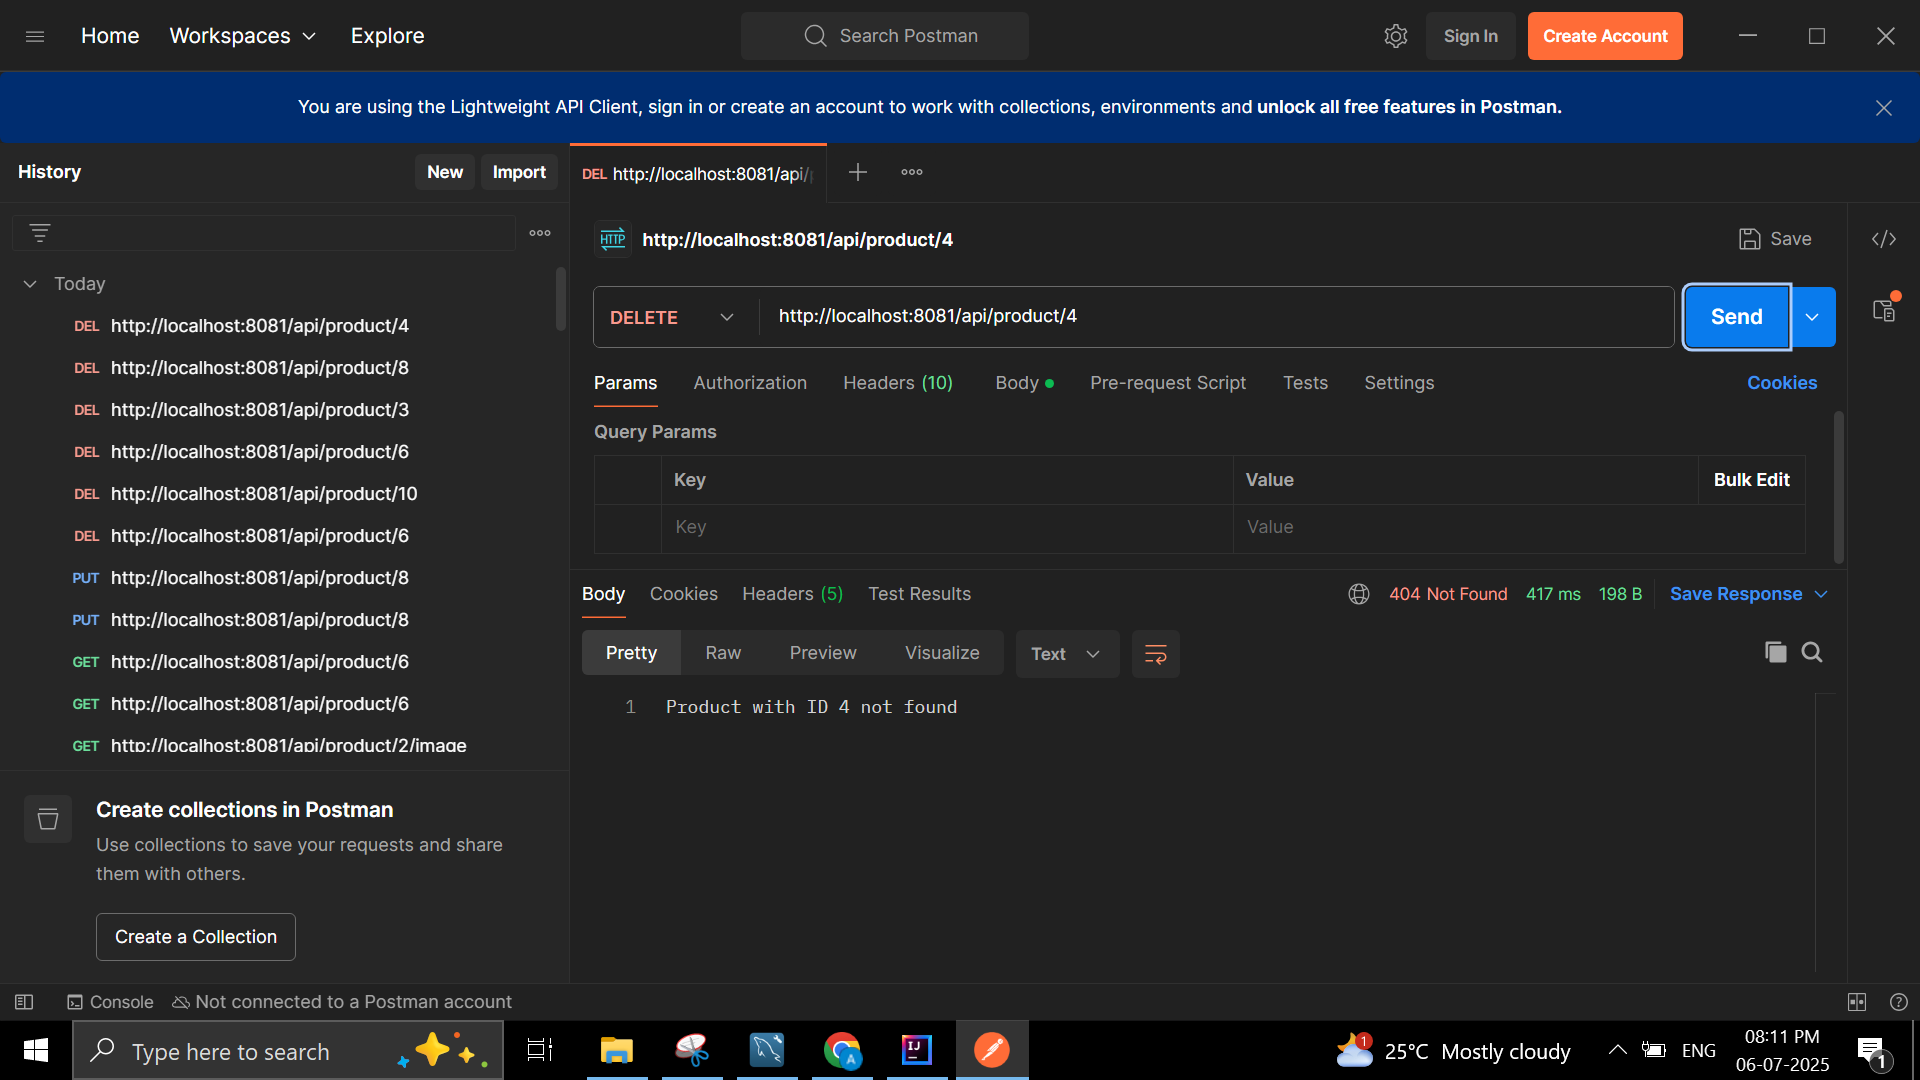 Home
Workspaces
Explore
Search Postman
Sign In
Create Account
You are using the Lightweight API Client, sign in or create an account to work with collections, environments and unlock all free features in Postman.
History
New
Import
DEL http://localhost:8081/api/
HTTP
http://localhost:8081/api/product/4
Save
Today
DEL http://localhost:8081/api/product/4
DEL http://localhost:8081/api/product/8
DEL http://localhost:8081/api/product/3
DEL http://localhost:8081/api/product/6
DEL http://localhost:8081/api/product/10
DEL http://localhost:8081/api/product/6
PUT http://localhost:8081/api/product/8
PUT http://localhost:8081/api/product/8
GET http://localhost:8081/api/product/6
GET http://localhost:8081/api/product/6
GET http://localhost:8081/api/product/2/image
DELETE
http://localhost:8081/api/product/4
Send
Params
Authorization
Headers (10)
Body
Pre-request Script
Tests
Settings
Cookies
Query Params
Key
Value
Bulk Edit
Key
Value
Body
Cookies
Headers (5)
Test Results
404 Not Found
417 ms
198 B
Save Response
Pretty
Raw
Preview
Visualize
Text
1 Product with ID 4 not found
Create collections in Postman
Use collections to save your requests and share
them with others.
Create a Collection
Console
Not connected to a Postman account
Type here to search
A
IJ
1
25°C Mostly cloudy
ENG
08:11 PM
06-07-2025
1